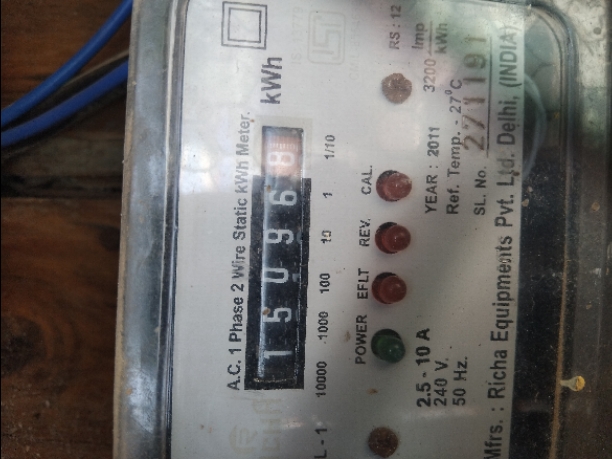 A.C. 1 Phase 2 Wire Static kWh Meter.
150968 kWh
10000 1000 100 10 1 1/10
POWER EFLT REV. CAL.
RS : 12
Imp
3200 kWh
2.5 - 10 A
240 V.
50 Hz.
YEAR : 2011
Ref. Temp. - 27°C
SL. No. 271191
Mfrs. : Richa Equipments Pvt. Ltd. Delhi, (INDIA)